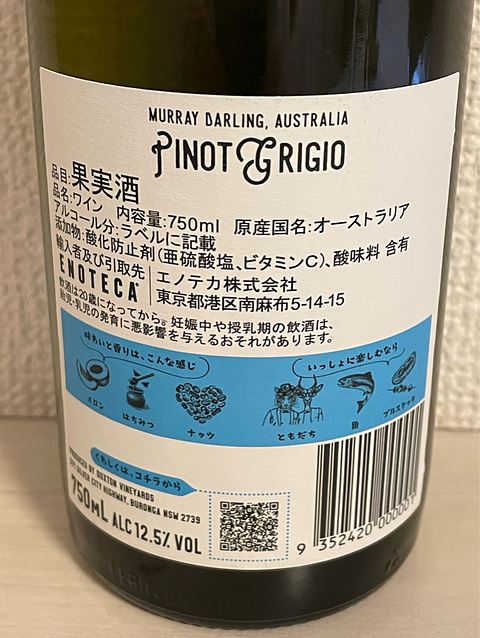 MURRAY DARLING, AUSTRALIA
PINOT GRIGIO
品目:果実酒
品名:ワイン 内容量:750ml 原産国名:オーストラリア
アルコール分:ラベルに記載
添加物:酸化防止剤(亜硫酸塩、ビタミンC)、酸味料 含有
輸入者及び引取先
ENOTECA
エノテカ株式会社
東京都港区南麻布5-14-15
飲酒は20歳になってから。妊娠中や授乳期の飲酒は、
胎児・乳児の発育に悪影響を与えるおそれがあります。
味わいと香りは、こんな感じ
メロン
はちみつ
ナッツ
いっしょに楽しむなら
ともだち
魚
ブルスケッタ
くわしくは、コチラから
PRODUCED BY BUXTON VINEYARDS
SILVER CITY HIGHWAY, BURONGA NSW 2739
750mL ALC 12.5% VOL
9 352420 000001